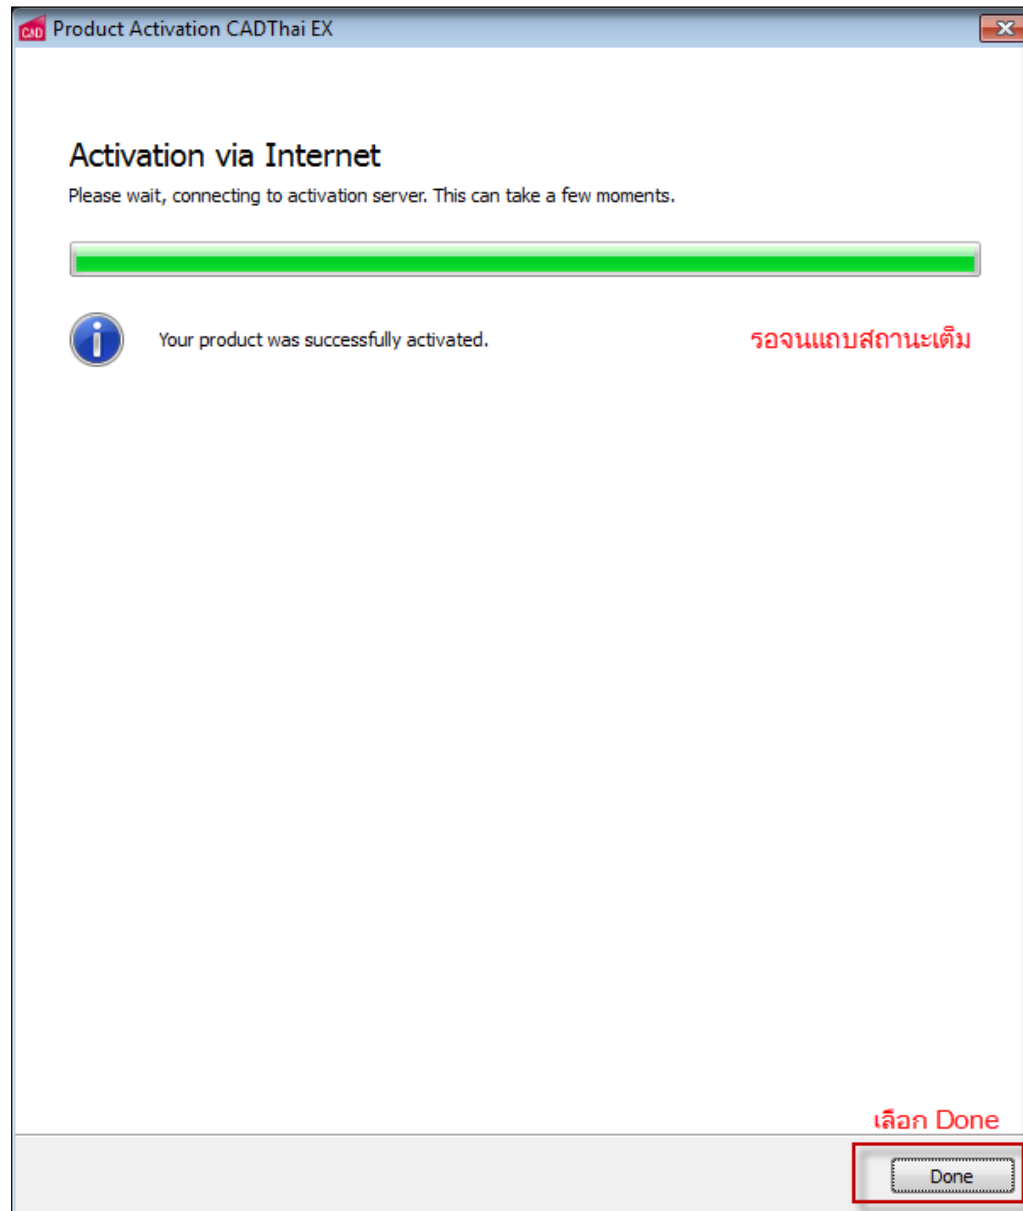 CAD Product Activation CADThai EX
Activation via Internet
Please wait, connecting to activation server. This can take a few moments.
Your product was successfully activated. รอจนแถบสถานะเต็ม
เลือก Done
Done